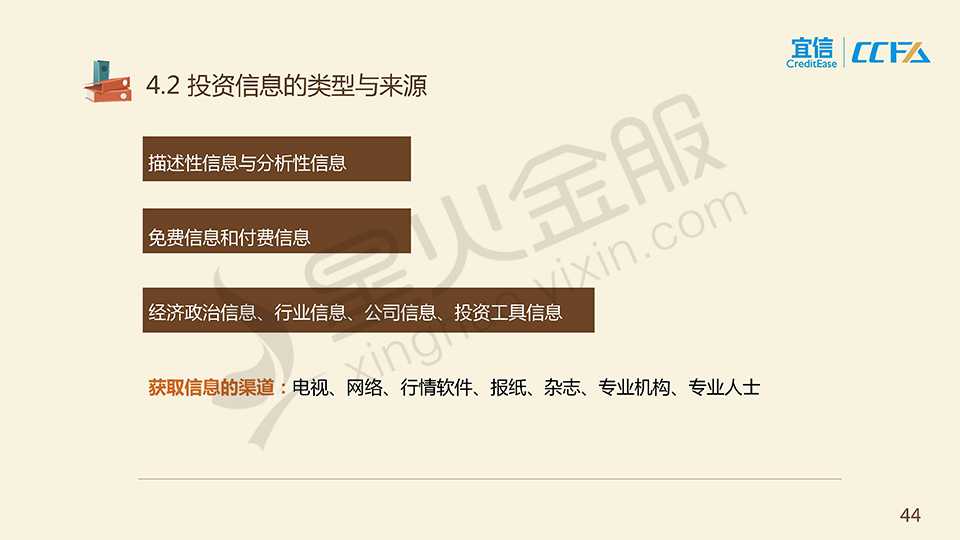 宜信
CreditEase
CCFA
4.2 投资信息的类型与来源
描述性信息与分析性信息
免费信息和付费信息
经济政治信息、行业信息、公司信息、投资工具信息
获取信息的渠道：电视、网络、行情软件、报纸、杂志、专业机构、专业人士
星火金服
xinghuo.yixin.com
44